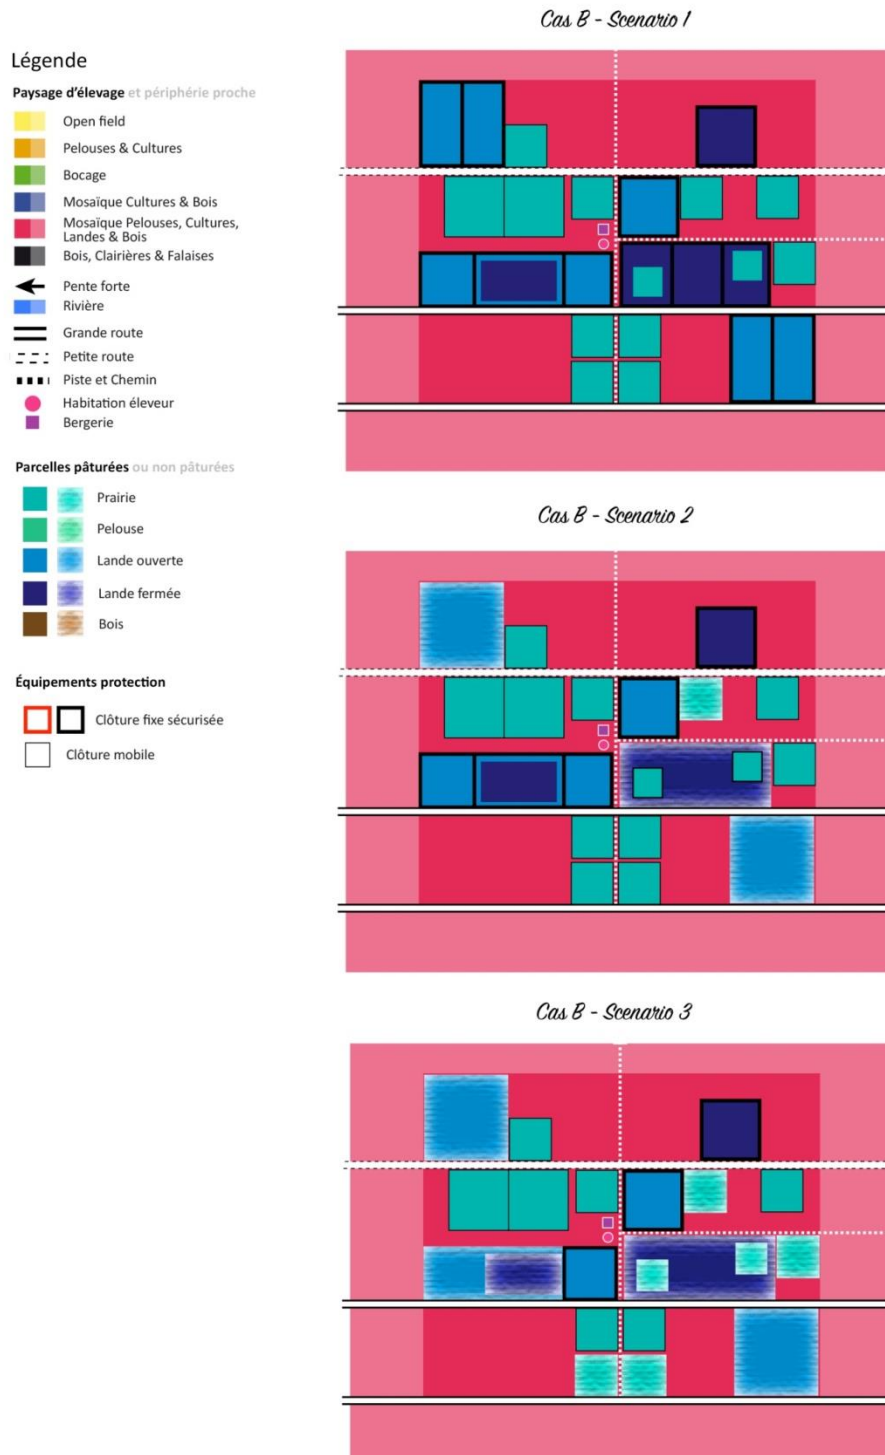 Cas B - Scenario 1
Légende
Paysage d'élevage et périphérie proche
Open field
Pelouses & Cultures
Bocage
Mosaïque Cultures & Bois
Mosaïque Pelouses, Cultures,
Landes & Bois
Bois, Clairières & Falaises
Pente forte
Rivière
Grande route
Petite route
Piste et Chemin
Habitation éleveur
Bergerie
Parcelles pâturées ou non pâturées
Prairie
Pelouse
Lande ouverte
Lande fermée
Bois
Équipements protection
Clôture fixe sécurisée
Clôture mobile
Cas B - Scenario 2
Cas B - Scenario 3